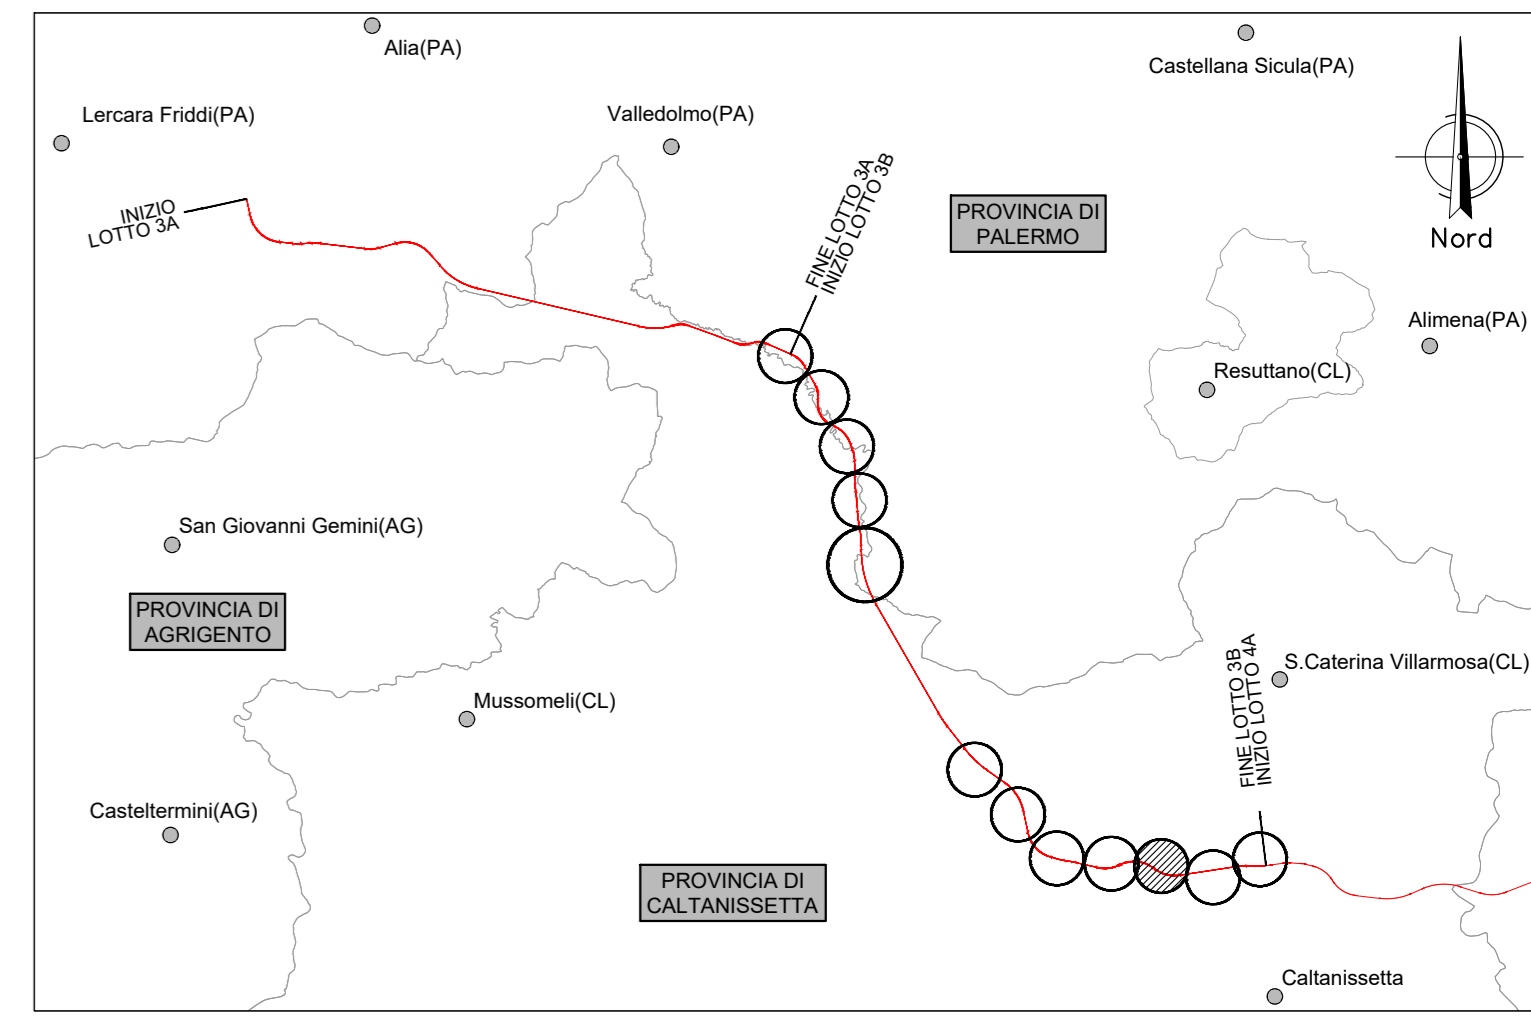 Alia(PA)
Castellana Sicula(PA)
Lercara Friddi(PA)
Valledolmo(PA)
INIZIO
LOTTO 3A
FINE LOTTO 3A
INIZIO LOTTO 3B
PROVINCIA DI
PALERMO
Nord
Alimena(PA)
Resuttano(CL)
San Giovanni Gemini(AG)
PROVINCIA DI
AGRIGENTO
S.Caterina Villarmosa(CL)
FINE LOTTO 3B
INIZIO LOTTO 4A
Mussomeli(CL)
Casteltermini(AG)
PROVINCIA DI
CALTANISSETTA
Caltanissetta